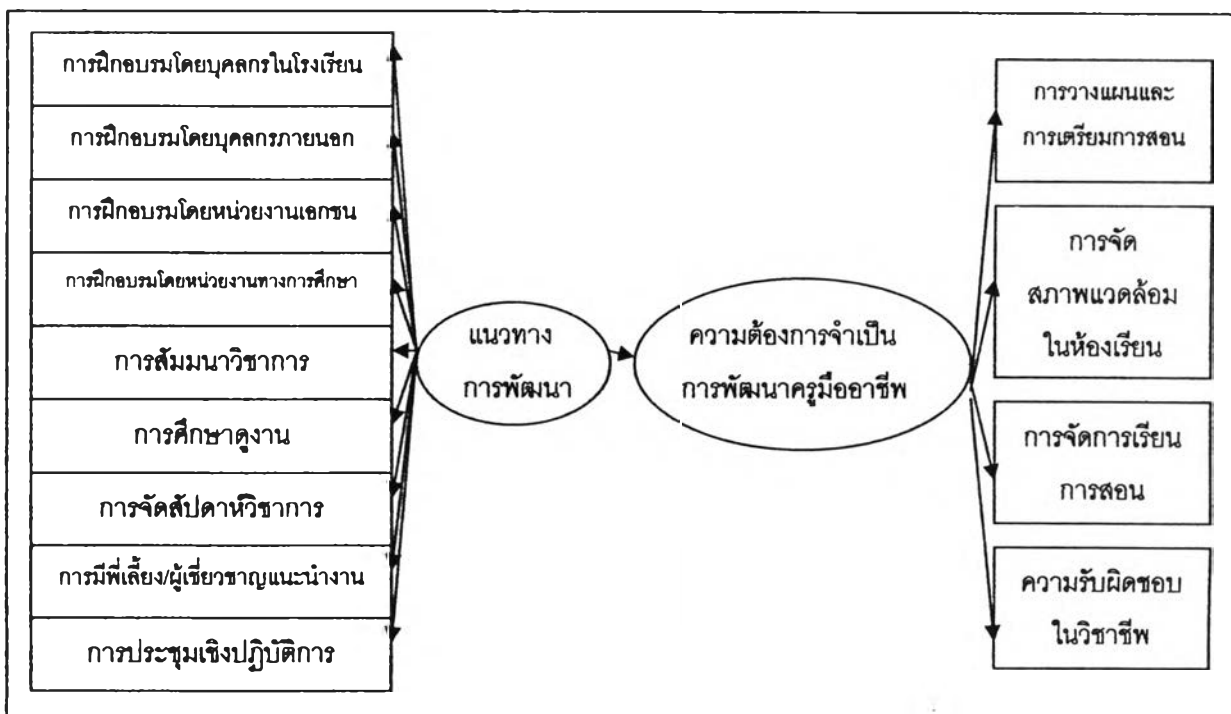 การฝึกอบรมโดยบุคลกรในโรงเรียน
การฝึกอบรมโดยบุคลกรภายนอก
การฝึกอบรมโดยหน่วยงานเอกชน
การฝึกอบรมโดยหน่วยงานทางการศึกษา
การสัมมนาวิชาการ
การศึกษาดูงาน
การจัดสัปดาห์วิชาการ
การมีพี่เลี้ยง/ผู้เชี่ยวชาญแนะนำงาน
การประชุมเชิงปฏิบัติการ
แนวทาง
การพัฒนา
ความต้องการจำเป็น
การพัฒนาครูมืออาชีพ
การวางแผนและ
การเตรียมการสอน
การจัด
สภาพแวดล้อม
ในห้องเรียน
การจัดการเรียน
การสอน
ความรับผิดชอบ
ในวิชาชีพ